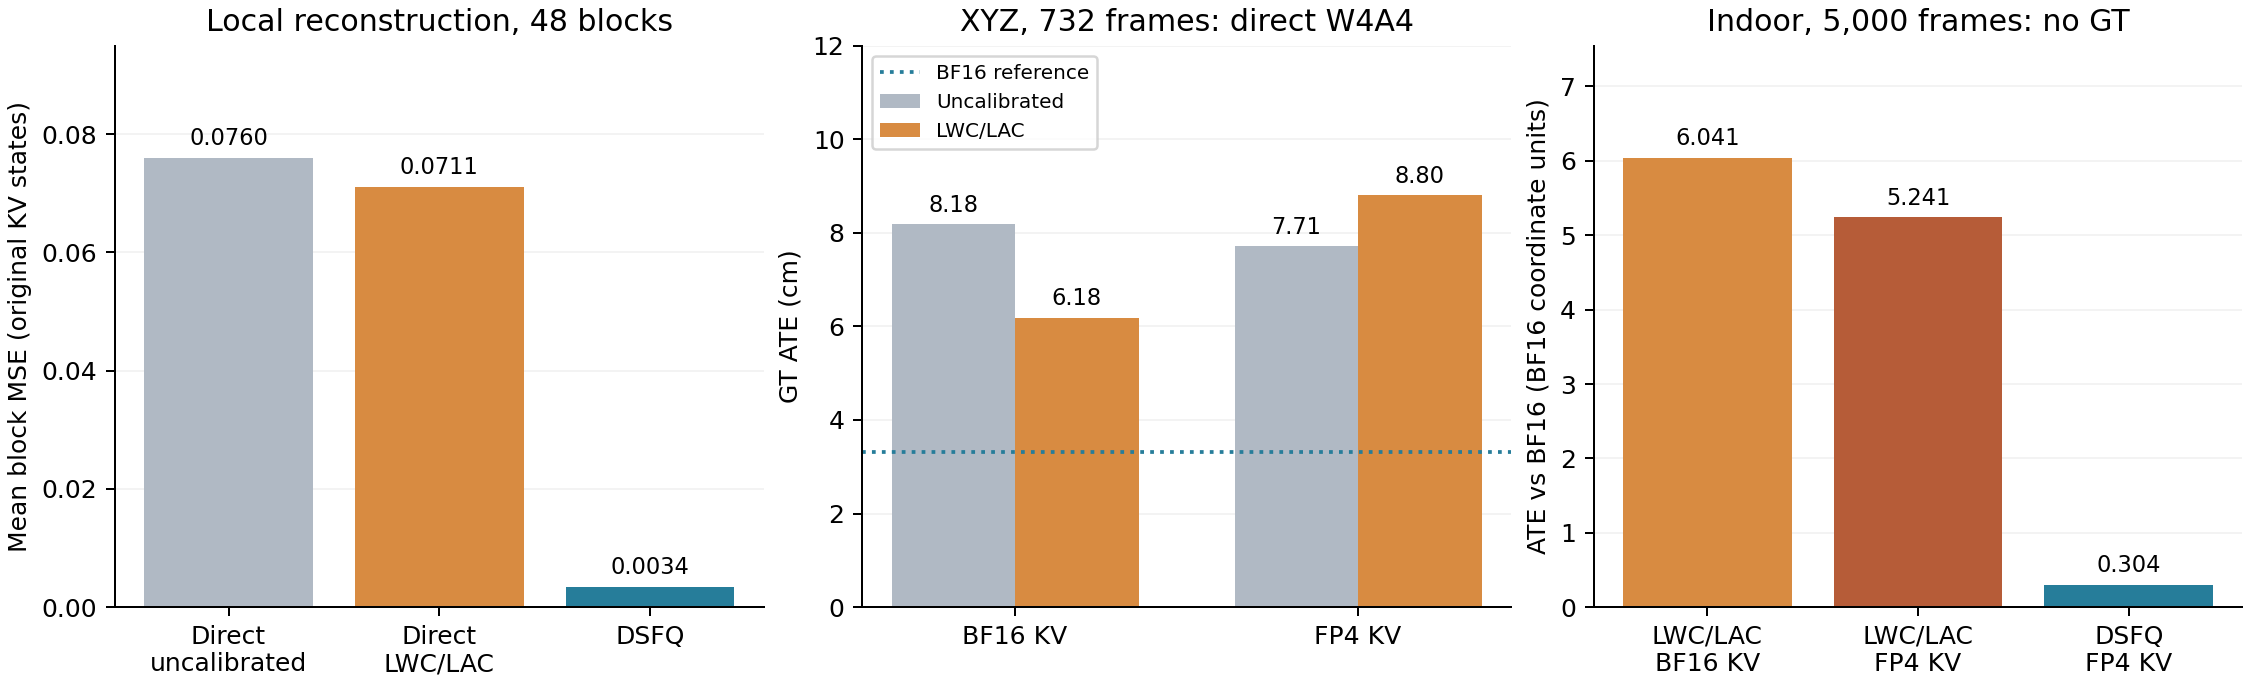 Local reconstruction, 48 blocks
Mean block MSE (original KV states)
0.08
0.06
0.04
0.02
0.00
0.0760
0.0711
0.0034
Direct
uncalibrated
Direct
LWC/LAC
DSFQ
XYZ, 732 frames: direct W4A4
GT ATE (cm)
12
10
8
6
4
2
0
BF16 reference
Uncalibrated
LWC/LAC
8.18
6.18
7.71
8.80
BF16 KV
FP4 KV
Indoor, 5,000 frames: no GT
ATE vs BF16 (BF16 coordinate units)
7
6
5
4
3
2
1
0
6.041
5.241
0.304
LWC/LAC
BF16 KV
LWC/LAC
FP4 KV
DSFQ
FP4 KV